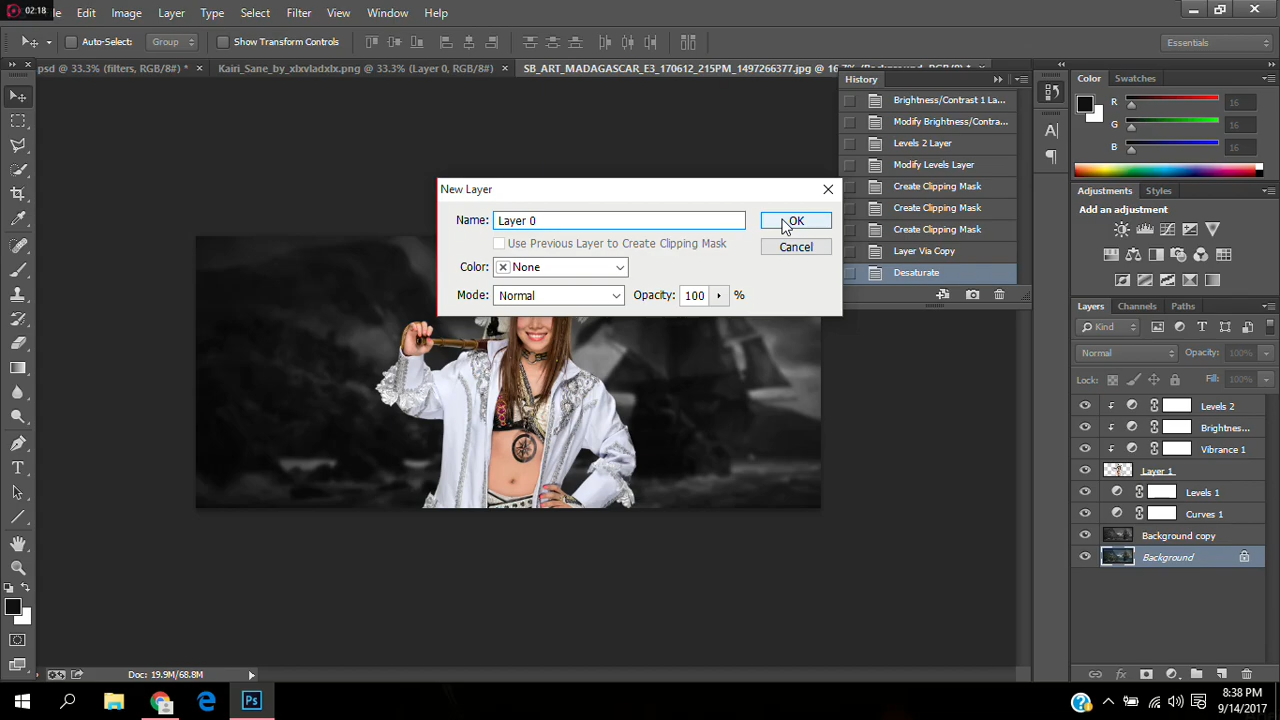 02:18
Image Layer Type Select Filter View Window Help
Auto-Select: Group Show Transform Controls Essentials
psd @ 33.3% (filters, RGB/8#) * Kairi_Sane_by_xlxvladxlx.png @ 33.3% (Layer 0, RGB/8#) SB_ART_MADAGASCAR_E3_170612_215PM_1497266377.jpg @
History
Brightness/Contrast 1 La...
Modify Brightness/Contra...
Levels 2 Layer
Modify Levels Layer
Create Clipping Mask
Create Clipping Mask
Create Clipping Mask
Layer Via Copy
Desaturate
New Layer
Name: Layer 0 OK
Use Previous Layer to Create Clipping Mask Cancel
Color: None
Mode: Normal Opacity: 100 %
Color Swatches
R 16
G 16
B 16
Adjustments Styles
Add an adjustment
Layers Channels Paths
Kind
Normal Opacity: 100%
Lock: Fill: 100%
Levels 2
Brightnes...
Vibrance 1
Layer 1
Levels 1
Curves 1
Background copy
Background
Doc: 19.9M/68.8M
Ps
8:38 PM
9/14/2017